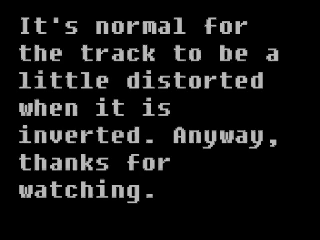 It's normal for
the track to be a
little distorted
when it is
inverted. Anyway,
thanks for
watching.